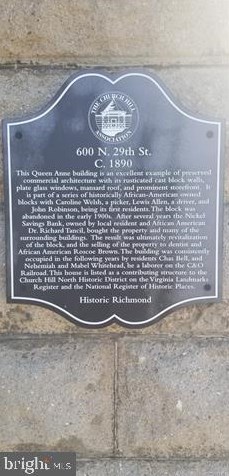 THE CHURCH HILL
ASSOCIATION
600 N. 29th St.
C. 1890
This Queen Anne building is an excellent example of preserved
commercial architecture with its rusticated cast block walls,
plate glass windows, mansard roof, and prominent storefront. It
is part of a series of historically African-American owned
blocks with Caroline Welsh, a picker, Lewis Allen, a driver, and
John Robinson, being its first residents. The block was
abandoned in the early 1900s. After several years the Nickel
Savings Bank, owned by local resident and African American
Dr. Richard Tancil, bought the property and many of the
surrounding buildings. The result was ultimately revitalization
of the block, and the selling of the property to dentist and
African American Roscoe Brown. The building was consistently
occupied in the following years by residents Chas Bell, and
Nehemiah and Mabel Whitehead, he a laborer on the C&O
Railroad. This house is listed as a contributing structure to the
Church Hill North Historic District on the Virginia Landmarks
Register and the National Register of Historic Places.
Historic Richmond
bright MLS